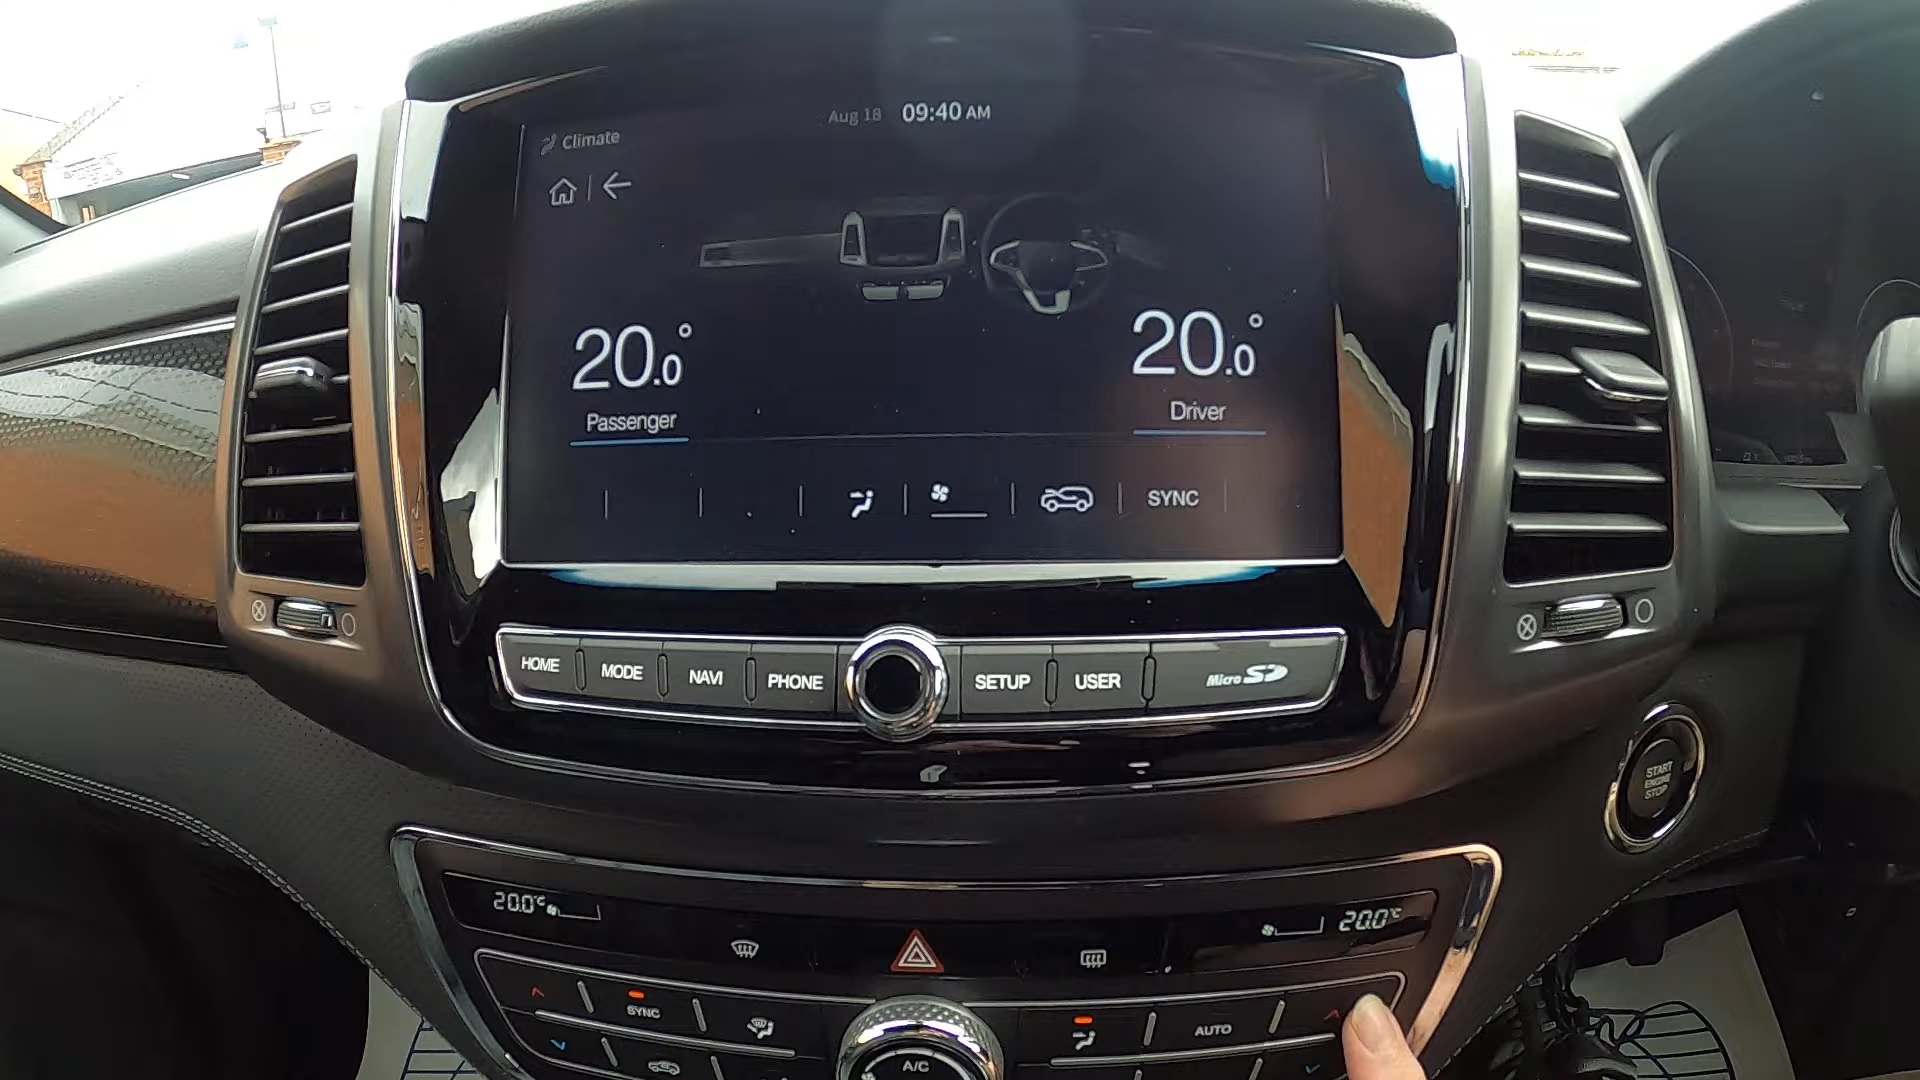 Aug 18 09:40 AM
Climate
20.0°
Passenger
20.0°
Driver
SYNC
HOME
MODE
NAVI
PHONE
SETUP
USER
Micro SD
START
ENGINE
STOP
20.0°C
20.0°C
SYNC
AUTO
A/C